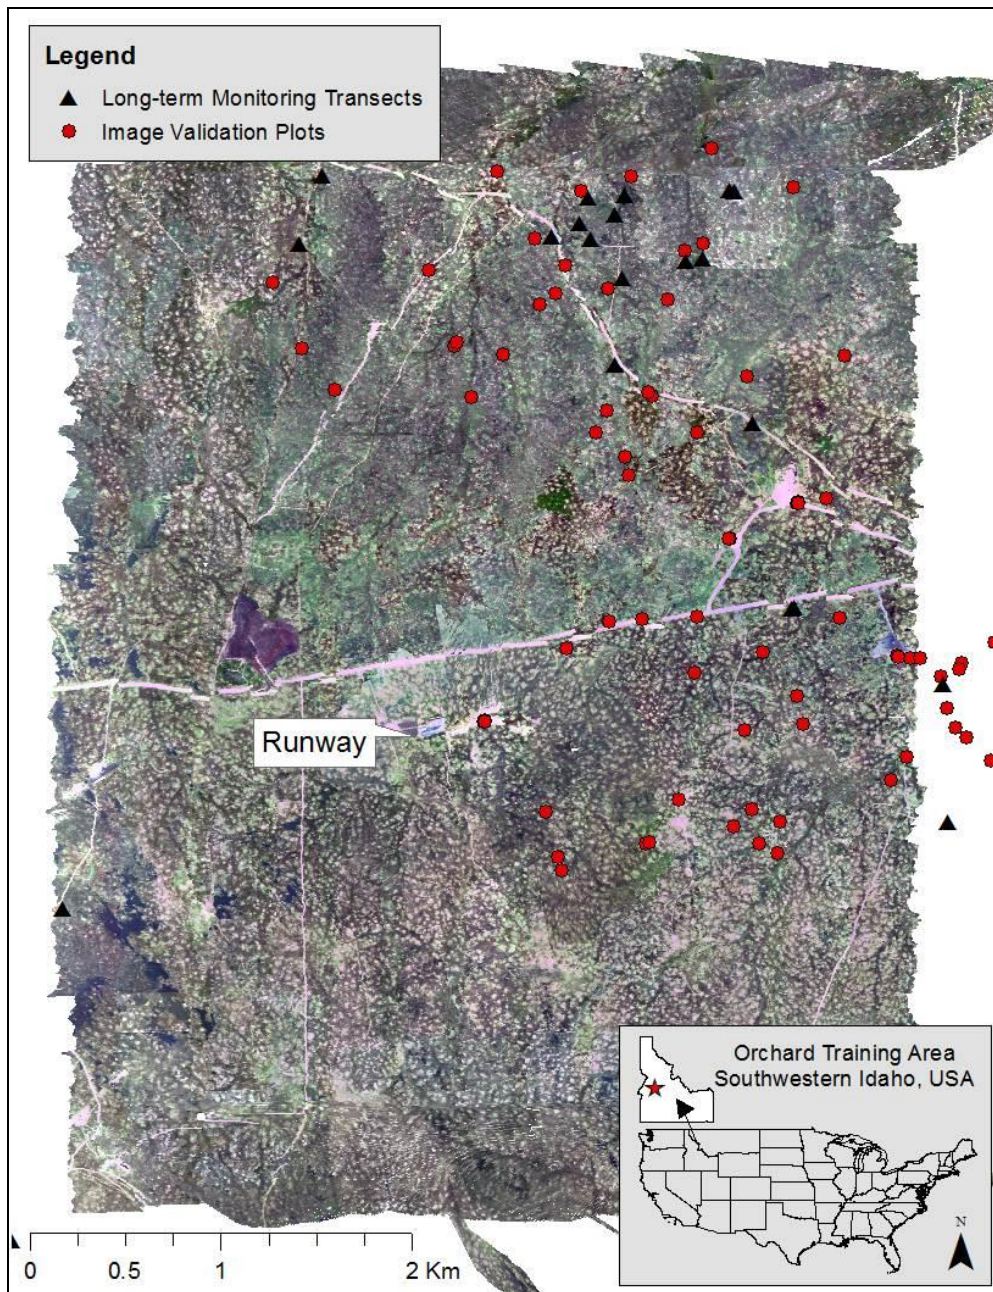 Legend
Long-term Monitoring Transects
Image Validation Plots
Runway
Orchard Training Area
Southwestern Idaho, USA
N
0 0.5 1 2 Km